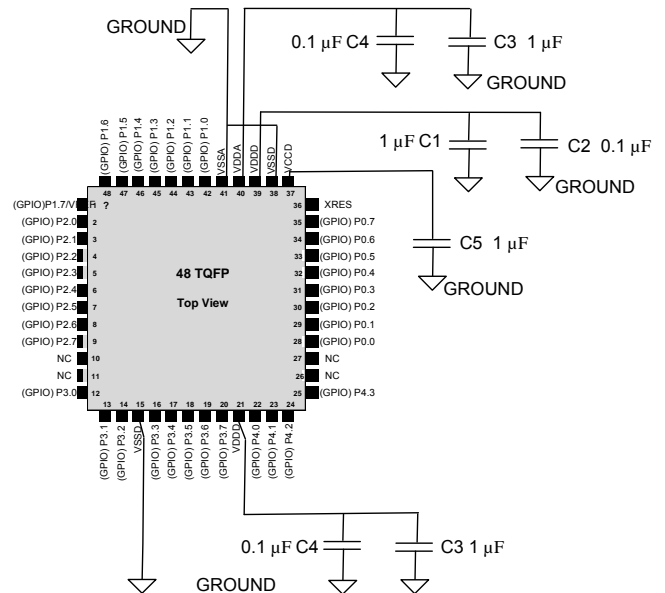 GROUND
0.1 µF C4
C3 1 µF
GROUND
1 µF C1
C2 0.1 µF
GROUND
C5 1 µF
GROUND
(GPIO) P1.6
(GPIO) P1.5
(GPIO) P1.4
(GPIO) P1.3
(GPIO) P1.2
(GPIO) P1.1
(GPIO) P1.0
VSSA
VDDA
VDDD
VSSD
VCCD
48
47
46
45
44
43
42
41
40
39
38
37
?
2
(GPIO) P2.0
3
(GPIO) P2.1
4
(GPIO) P2.2
5
(GPIO) P2.3
6
(GPIO) P2.4
7
(GPIO) P2.5
8
(GPIO) P2.6
9
(GPIO) P2.7
10
NC
11
NC
12
(GPIO) P3.0
48 TQFP
Top View
36
XRES
35
(GPIO) P0.7
34
(GPIO) P0.6
33
(GPIO) P0.5
32
(GPIO) P0.4
31
(GPIO) P0.3
30
(GPIO) P0.2
29
(GPIO) P0.1
28
(GPIO) P0.0
27
NC
26
NC
25
(GPIO) P4.3
13
14
15
16
17
18
19
20
21
22
23
24
(GPIO) P3.1
(GPIO) P3.2
VSSD
(GPIO) P3.3
(GPIO) P3.4
(GPIO) P3.5
(GPIO) P3.6
(GPIO) P3.7
VDDD
(GPIO) P4.0
(GPIO) P4.1
(GPIO) P4.2
0.1 µF C4
C3 1 µF
GROUND